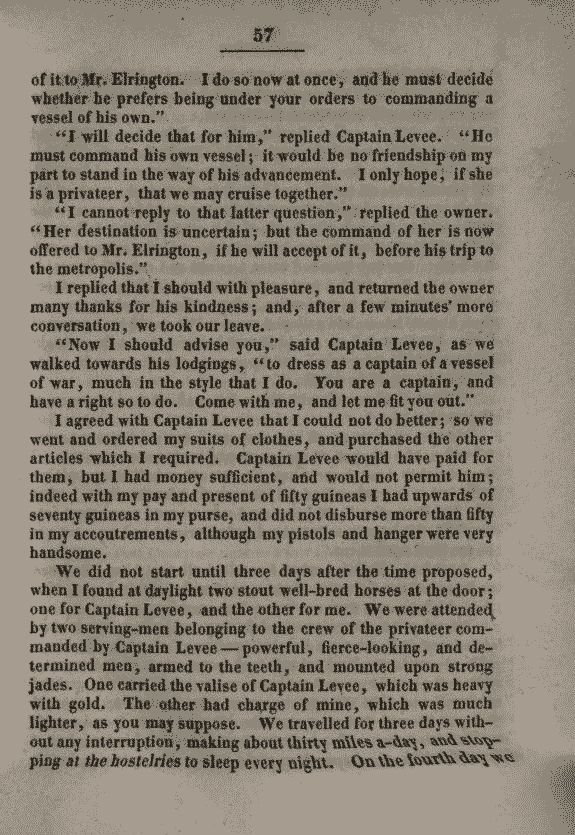 57
of it to Mr. Elrington. I do so now at once, and he must decide
whether he prefers being under your orders to commanding a
vessel of his own."
"I will decide that for him," replied Captain Levee. "He
must command his own vessel; it would be no friendship on my
part to stand in the way of his advancement. I only hope, if she
is a privateer, that we may cruise together."
"I cannot reply to that latter question," replied the owner.
"Her destination is uncertain; but the command of her is now
offered to Mr. Elrington, if he will accept of it, before his trip to
the metropolis."
I replied that I should with pleasure, and returned the owner
many thanks for his kindness; and, after a few minutes' more
conversation, we took our leave.
"Now I should advise you," said Captain Levee, as we
walked towards his lodgings, "to dress as a captain of a vessel
of war, much in the style that I do. You are a captain, and
have a right so to do. Come with me, and let me fit you out."
I agreed with Captain Levee that I could not do better; so we
went and ordered my suits of clothes, and purchased the other
articles which I required. Captain Levee would have paid for
them, but I had money sufficient, and would not permit him;
indeed with my pay and present of fifty guineas I had upwards of
seventy guineas in my purse, and did not disburse more than fifty
in my accoutrements, although my pistols and hanger were very
handsome.
We did not start until three days after the time proposed,
when I found at daylight two stout well-bred horses at the door;
one for Captain Levee, and the other for me. We were attended
by two serving-men belonging to the crew of the privateer com-
manded by Captain Levee — powerful, fierce-looking, and de-
termined men, armed to the teeth, and mounted upon strong
jades. One carried the valise of Captain Levee, which was heavy
with gold. The other had charge of mine, which was much
lighter, as you may suppose. We travelled for three days with-
out any interruption, making about thirty miles a-day, and stop-
ping at the hostelries to sleep every night. On the fourth day we